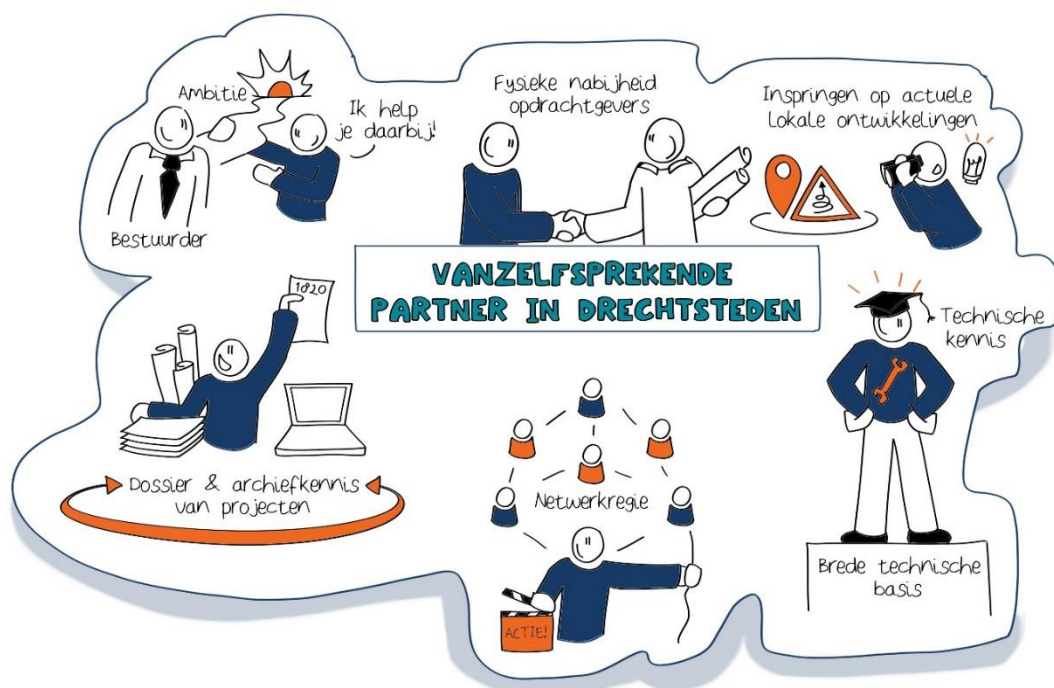 Ambitie
Ik help
je daarbij!
Bestuurder
Fysieke nabijheid
opdrachtgevers
Inspringen op actuele
lokale ontwikkelingen
VANZELFSPREKENDE
PARTNER IN DRECHTSTEDEN
1820
Dossier & archiefkennis
van projecten
Netwerkregie
ACTIE!
Technische
kennis
Brede technische
basis